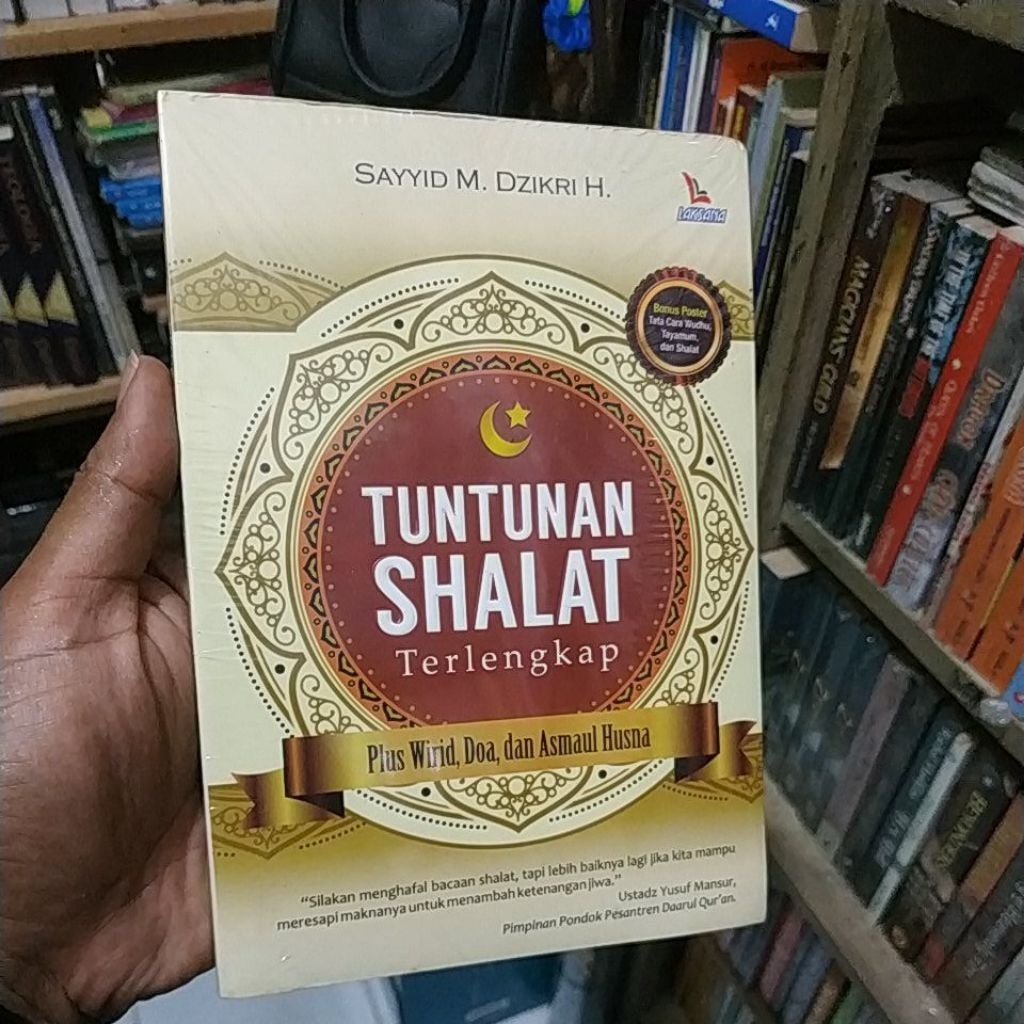 SAYYID M. DZIKRI H.
LAKSANA
Bonus Poster
Tata Cara Wudhu,
Tayamum,
dan Shalat
TUNTUNAN
SHALAT
Terlengkap
Plus Wirid, Doa, dan Asmaul Husna
“Silakan menghafal bacaan shalat, tapi lebih baiknya lagi jika kita mampu
meresapi maknanya untuk menambah ketenangan jiwa.”
Ustadz Yusuf Mansur,
Pimpinan Pondok Pesantren Daarul Qur'an.
MAGICIANS GUILD